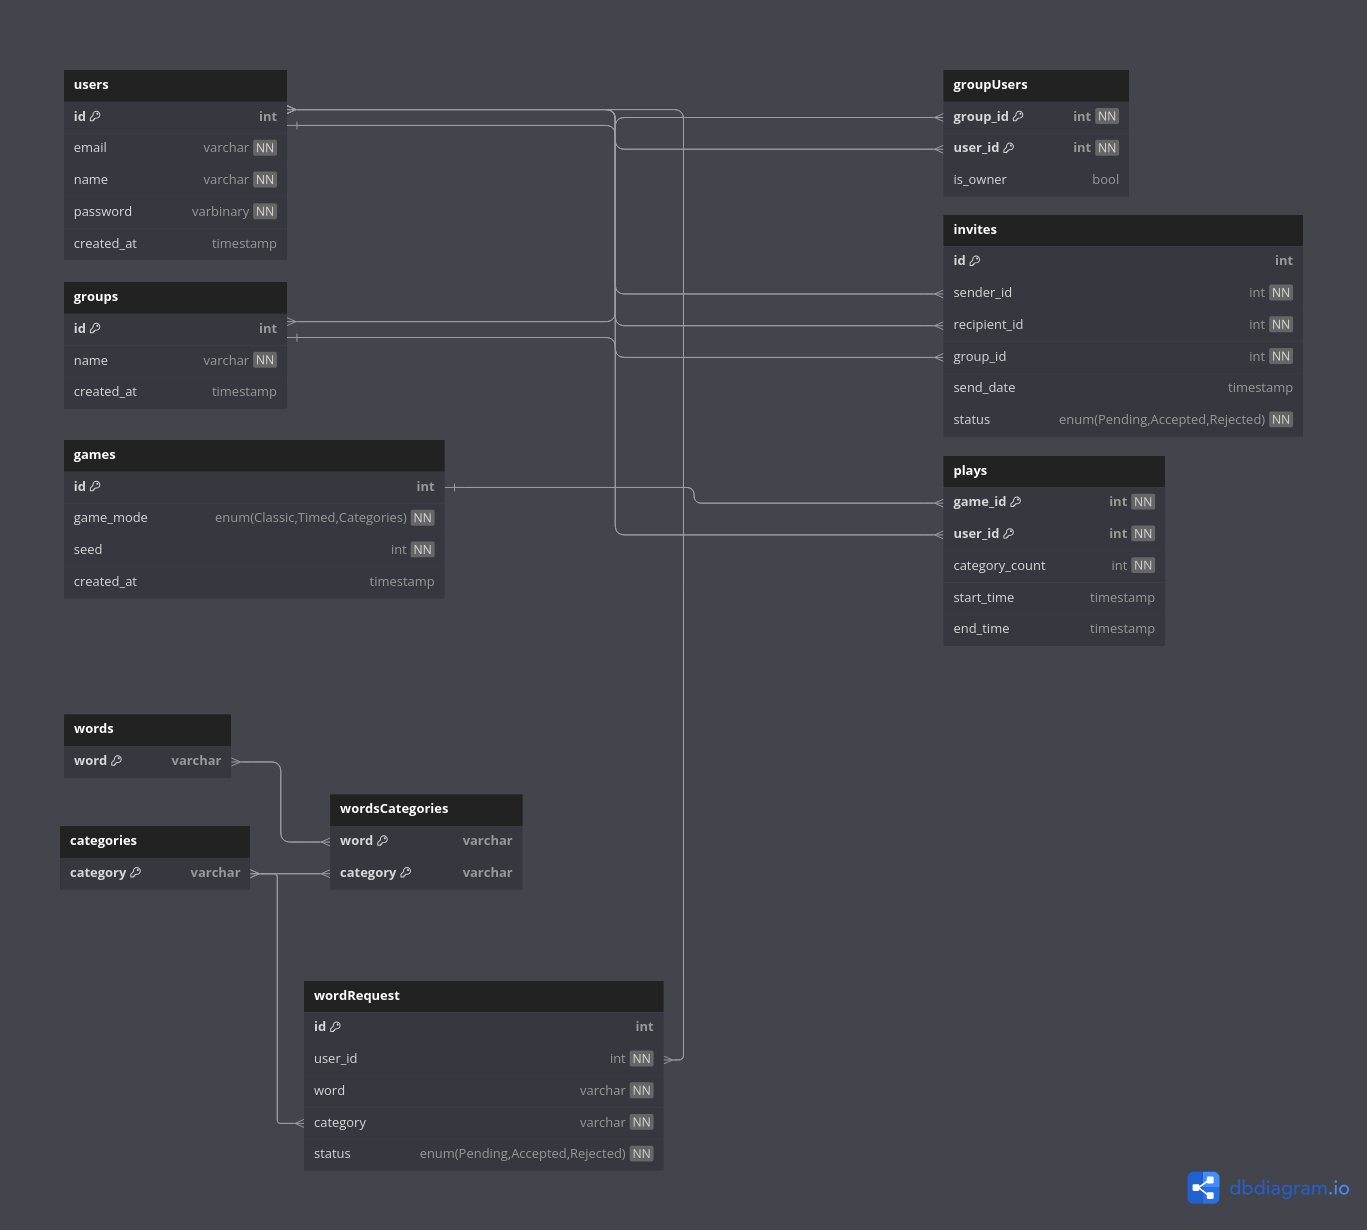 users
id int
email varchar NN
name varchar NN
password varbinary NN
created_at timestamp
groups
id int
name varchar NN
created_at timestamp
games
id int
game_mode enum(Classic,Timed,Categories) NN
seed int NN
created_at timestamp
groupUsers
group_id int NN
user_id int NN
is_owner bool
invites
id int
sender_id int NN
recipient_id int NN
group_id int NN
send_date timestamp
status enum(Pending,Accepted,Rejected) NN
plays
game_id int NN
user_id int NN
category_count int NN
start_time timestamp
end_time timestamp
words
word varchar
categories
category varchar
wordsCategories
word varchar
category varchar
wordRequest
id int
user_id int NN
word varchar NN
category varchar NN
status enum(Pending,Accepted,Rejected) NN
dbdiagram.io